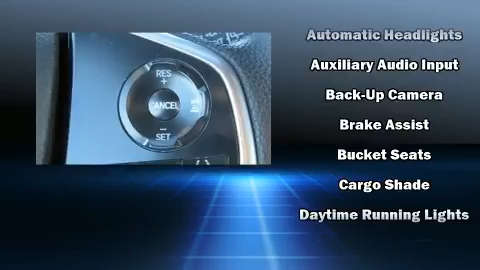 RES
+
CANCEL
−
SET
Automatic Headlights
Auxiliary Audio Input
Back-Up Camera
Brake Assist
Bucket Seats
Cargo Shade
Daytime Running Lights